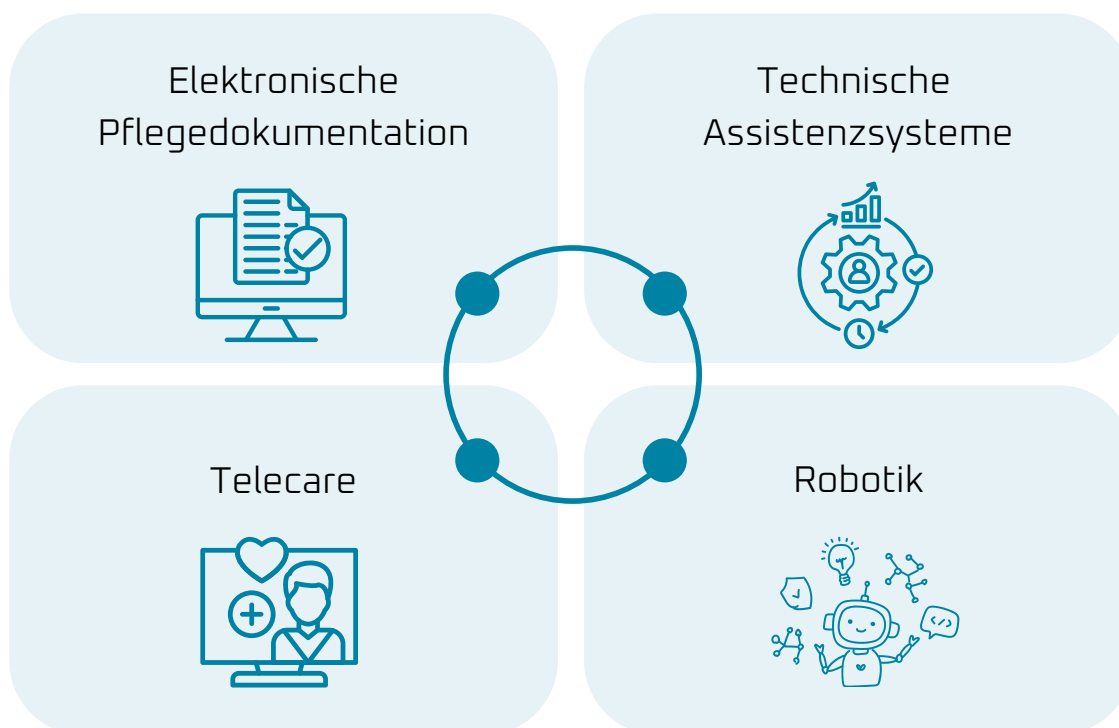 Elektronische
Pflegedokumentation
Technische
Assistenzsysteme
Telecare
Robotik
</>